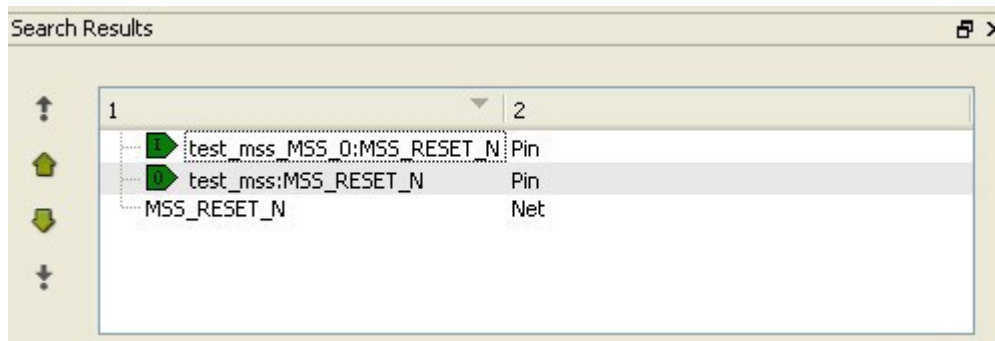 Search Results
1 2
I test_mss_MSS_0:MSS_RESET_N Pin
O test_mss:MSS_RESET_N Pin
MSS_RESET_N Net